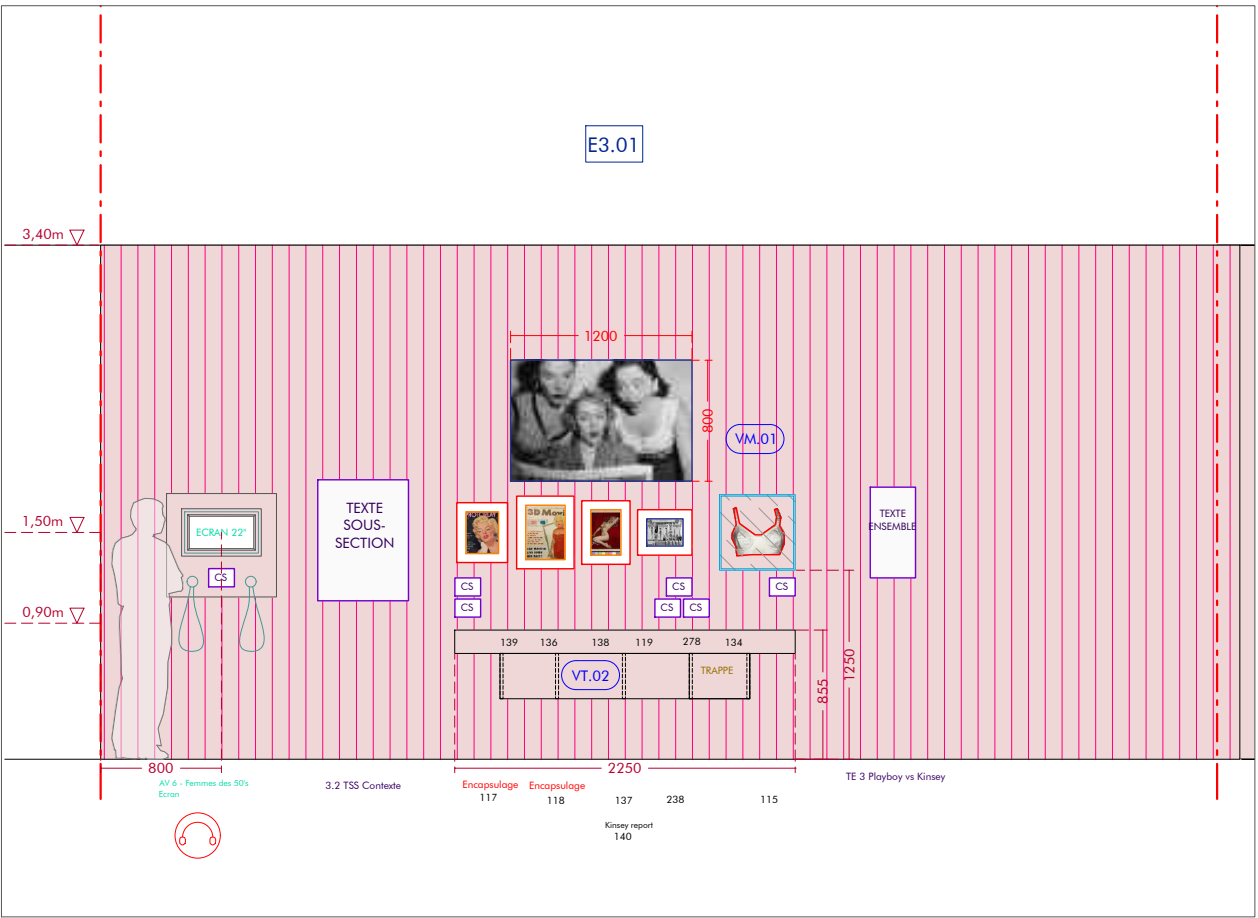 E3.01
3,40m
1200
800
VM.01
1,50m
ECRAN 22"
CS
TEXTE
SOUS-
SECTION
3D Movie
TEXTE
ENSEMBLE
CS
CS
CS
CS
CS
CS
0,90m
139
136
138
119
278
134
VT.02
TRAPPE
855
1250
800
2250
AV 6 - Femmes des 50's
Ecran
3.2 TSS Contexte
Encapsulage
117
Encapsulage
118
137
238
115
TE 3 Playboy vs Kinsey
Kinsey report
140